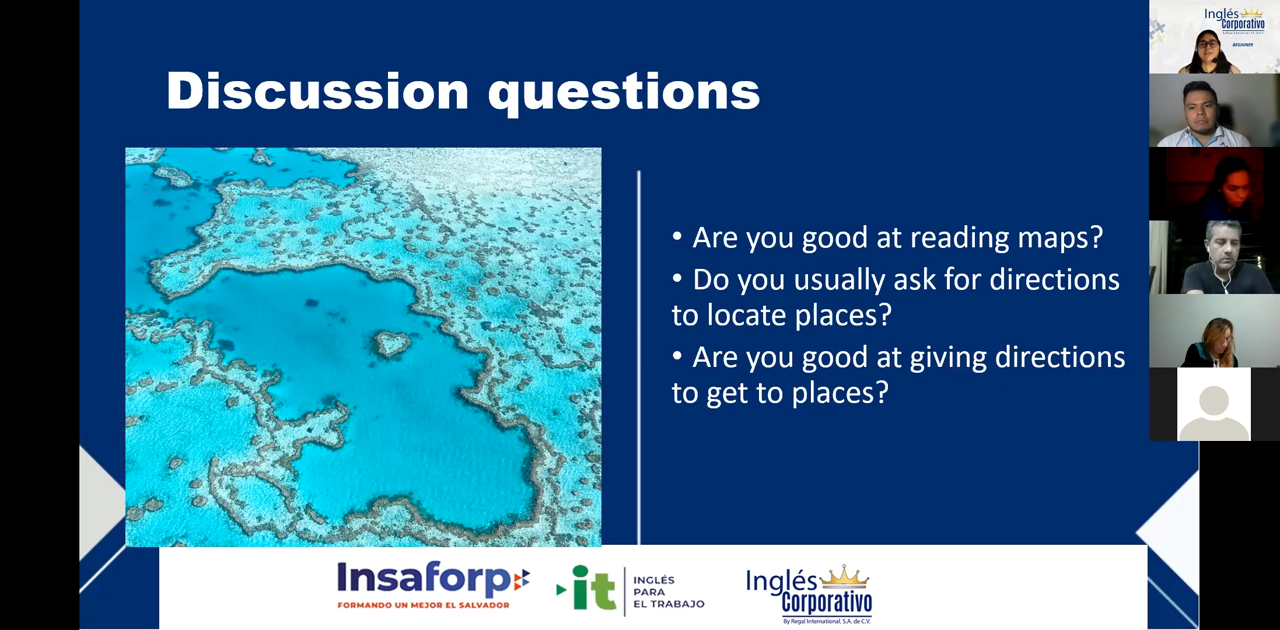 Discussion questions
• Are you good at reading maps?
• Do you usually ask for directions
to locate places?
• Are you good at giving directions
to get to places?
Insaforp
FORMANDO UN MEJOR EL SALVADOR
it
INGLÉS
PARA
EL TRABAJO
Inglés
Corporativo
By Regal International, S.A. de C.V.
Inglés
Corporativo
BEGINNER